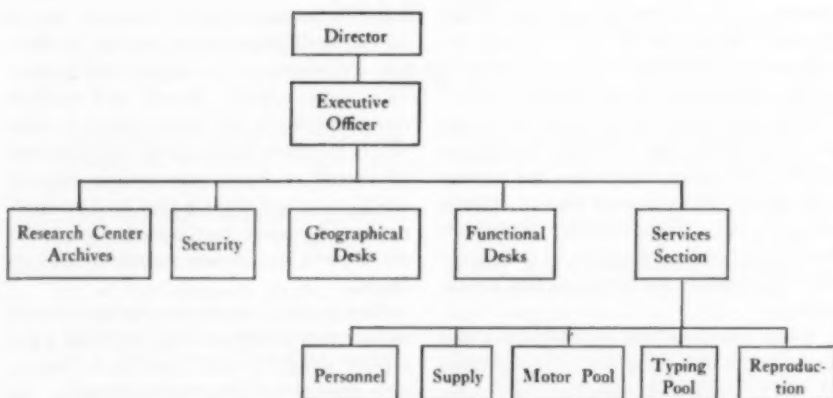 Director
Executive
Officer
Research Center
Archives
Security
Geographical
Desks
Functional
Desks
Services
Section
Personnel
Supply
Motor Pool
Typing
Pool
Reproduc-
tion